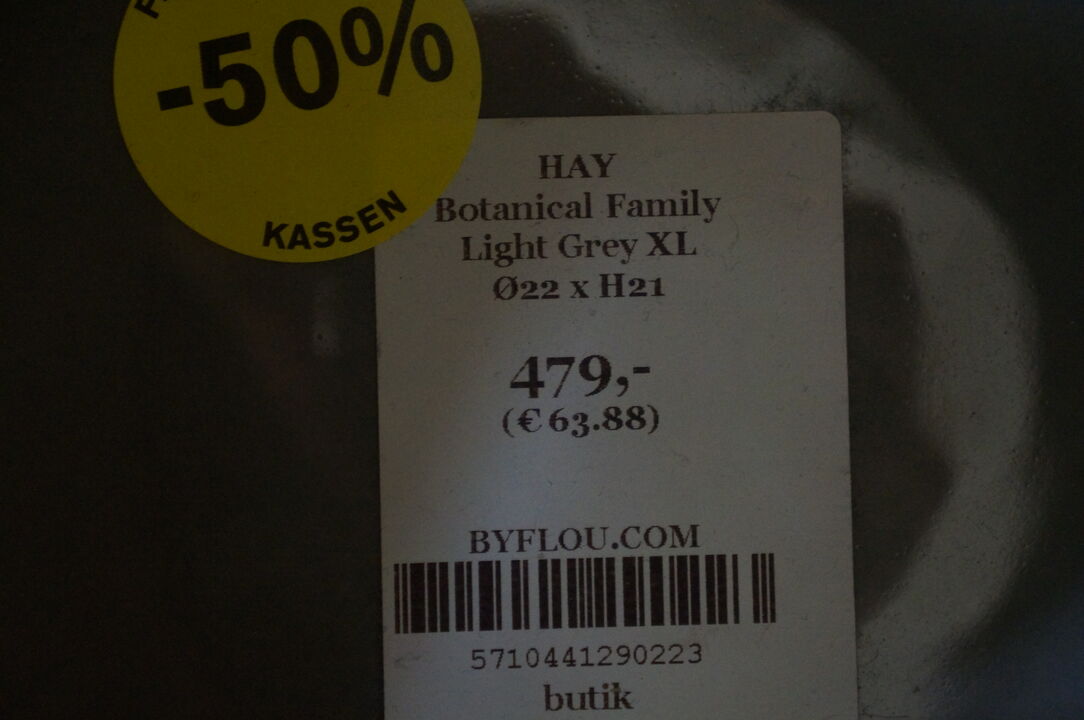 -50%
KASSEN
HAY
Botanical Family
Light Grey XL
Ø22 x H21
479,-
(€ 63.88)
BYFLOU.COM
5710441290223
butik